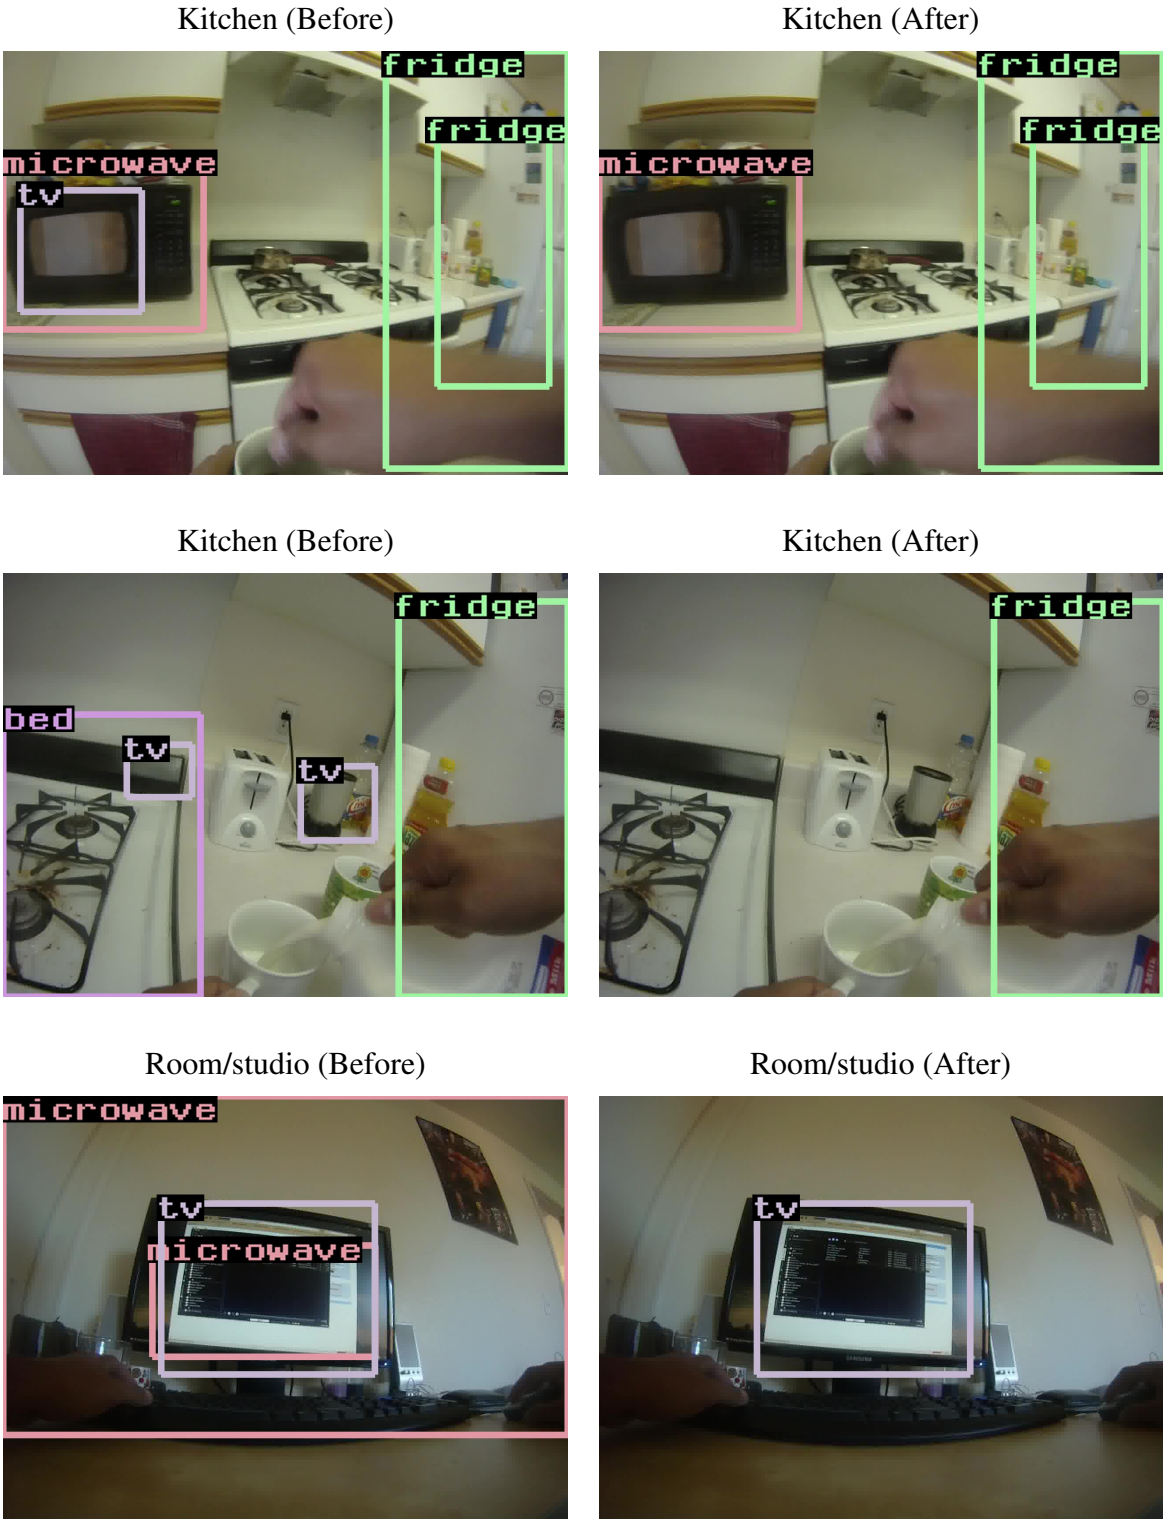 Kitchen (Before)
Kitchen (After)
fridge
fridge
fridge
fridge
microwave
microwave
tv
Kitchen (Before)
Kitchen (After)
fridge
fridge
bed
tv
tv
Room/studio (Before)
Room/studio (After)
microwave
tv
tv
microwave
SAMSUNG